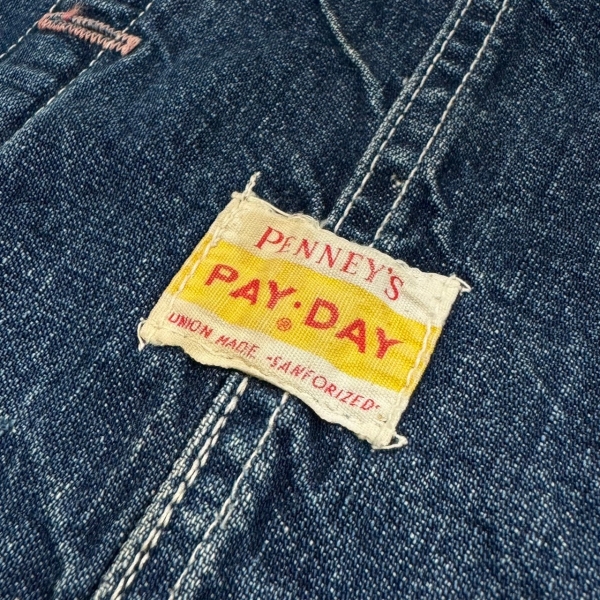 PENNEY'S
PAY·DAY
®
UNION MADE "SANFORIZED"